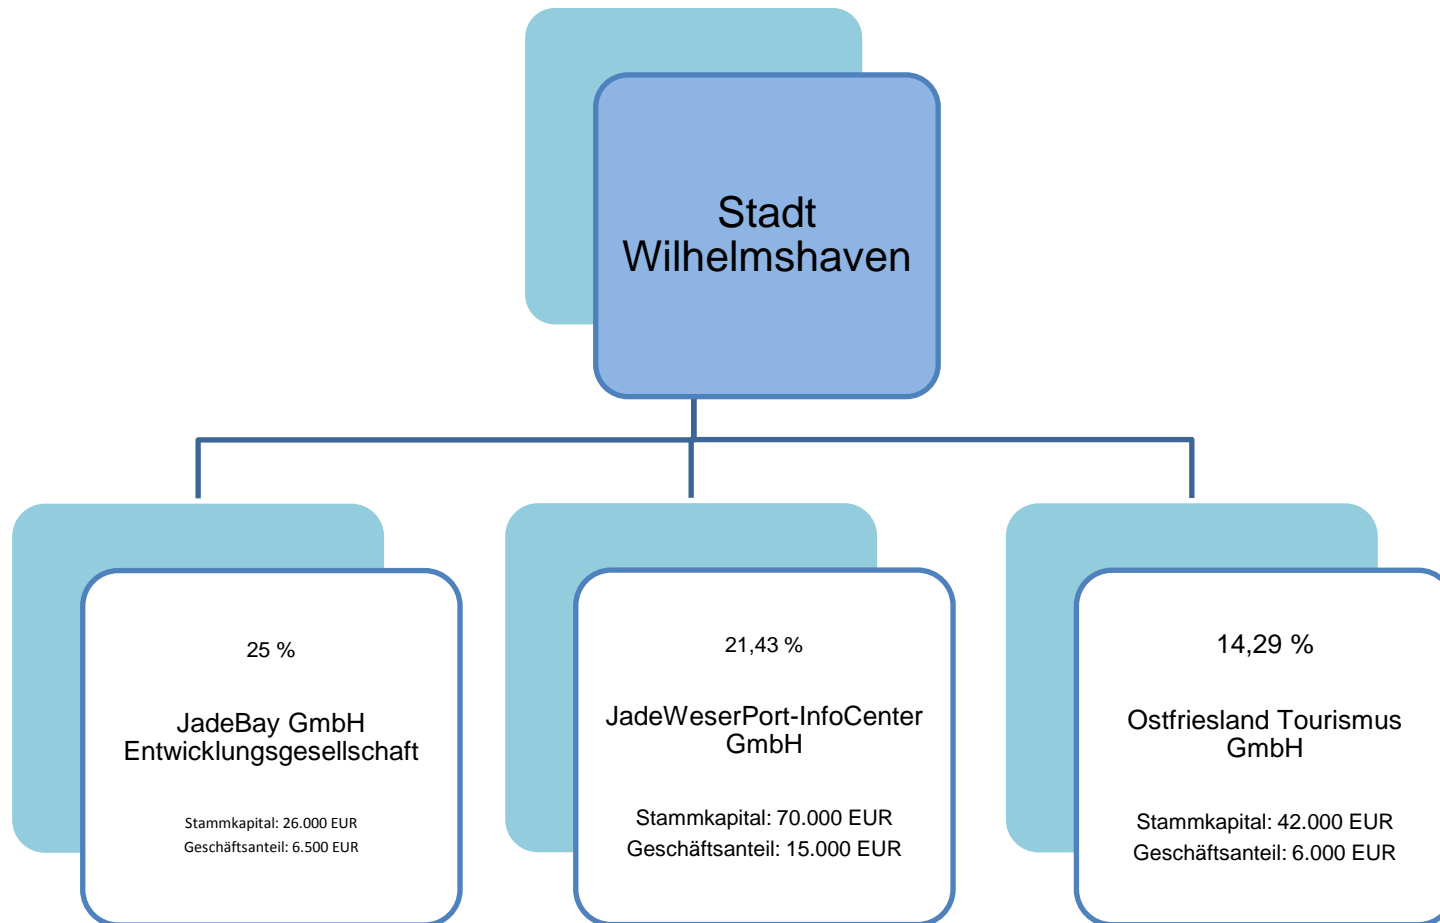 Stadt
Wilhelmshaven
25 %
JadeBay GmbH
Entwicklungsgesellschaft
Stammkapital: 26.000 EUR
Geschäftsanteil: 6.500 EUR
21,43 %
JadeWeserPort-InfoCenter
GmbH
Stammkapital: 70.000 EUR
Geschäftsanteil: 15.000 EUR
14,29 %
Ostfriesland Tourismus
GmbH
Stammkapital: 42.000 EUR
Geschäftsanteil: 6.000 EUR